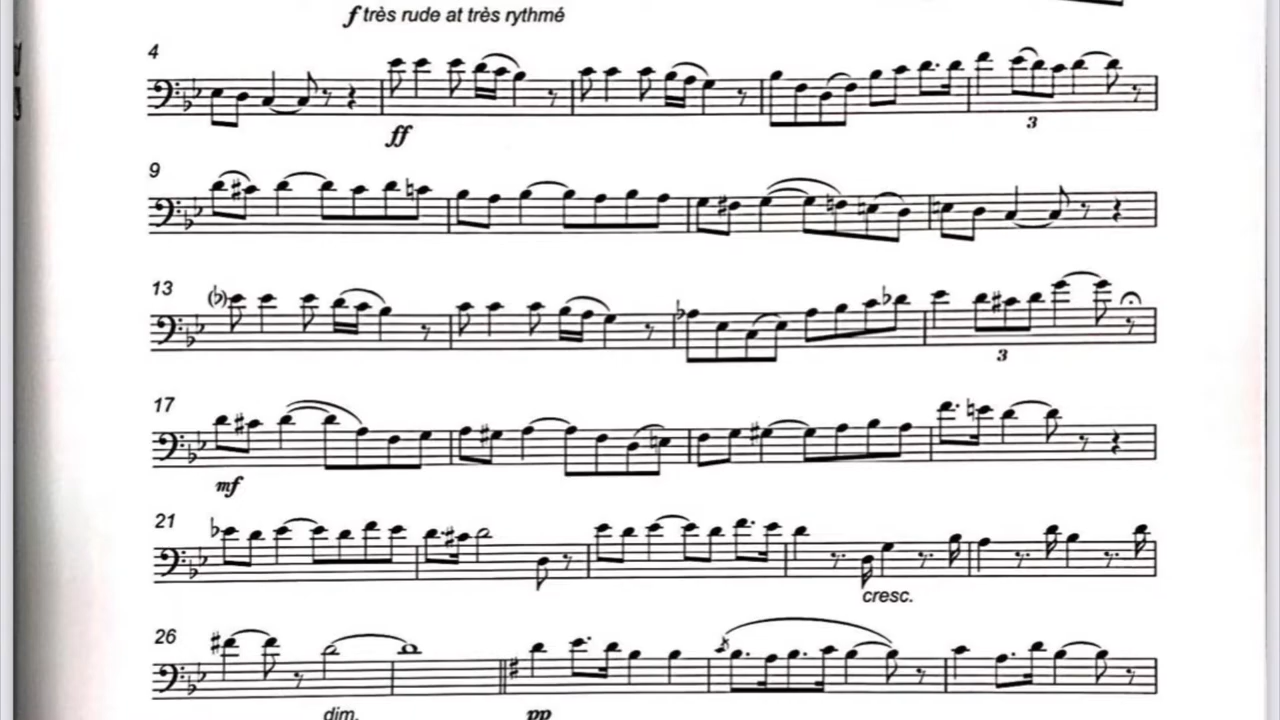 f très rude at très rythmé
4
ff
3
9
13
(♭)
3
17
mf
21
cresc.
26
dim.
pp